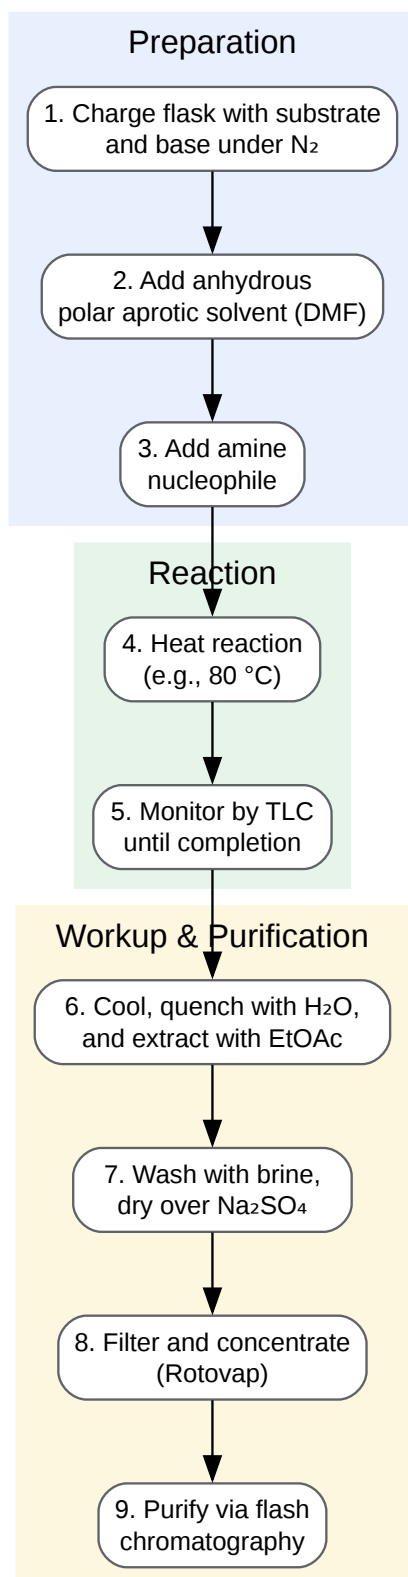 Preparation
1. Charge flask with substrate
and base under N₂
2. Add anhydrous
polar aprotic solvent (DMF)
3. Add amine
nucleophile
Reaction
4. Heat reaction
(e.g., 80 °C)
5. Monitor by TLC
until completion
Workup & Purification
6. Cool, quench with H₂O,
and extract with EtOAc
7. Wash with brine,
dry over Na₂SO₄
8. Filter and concentrate
(Rotovap)
9. Purify via flash
chromatography